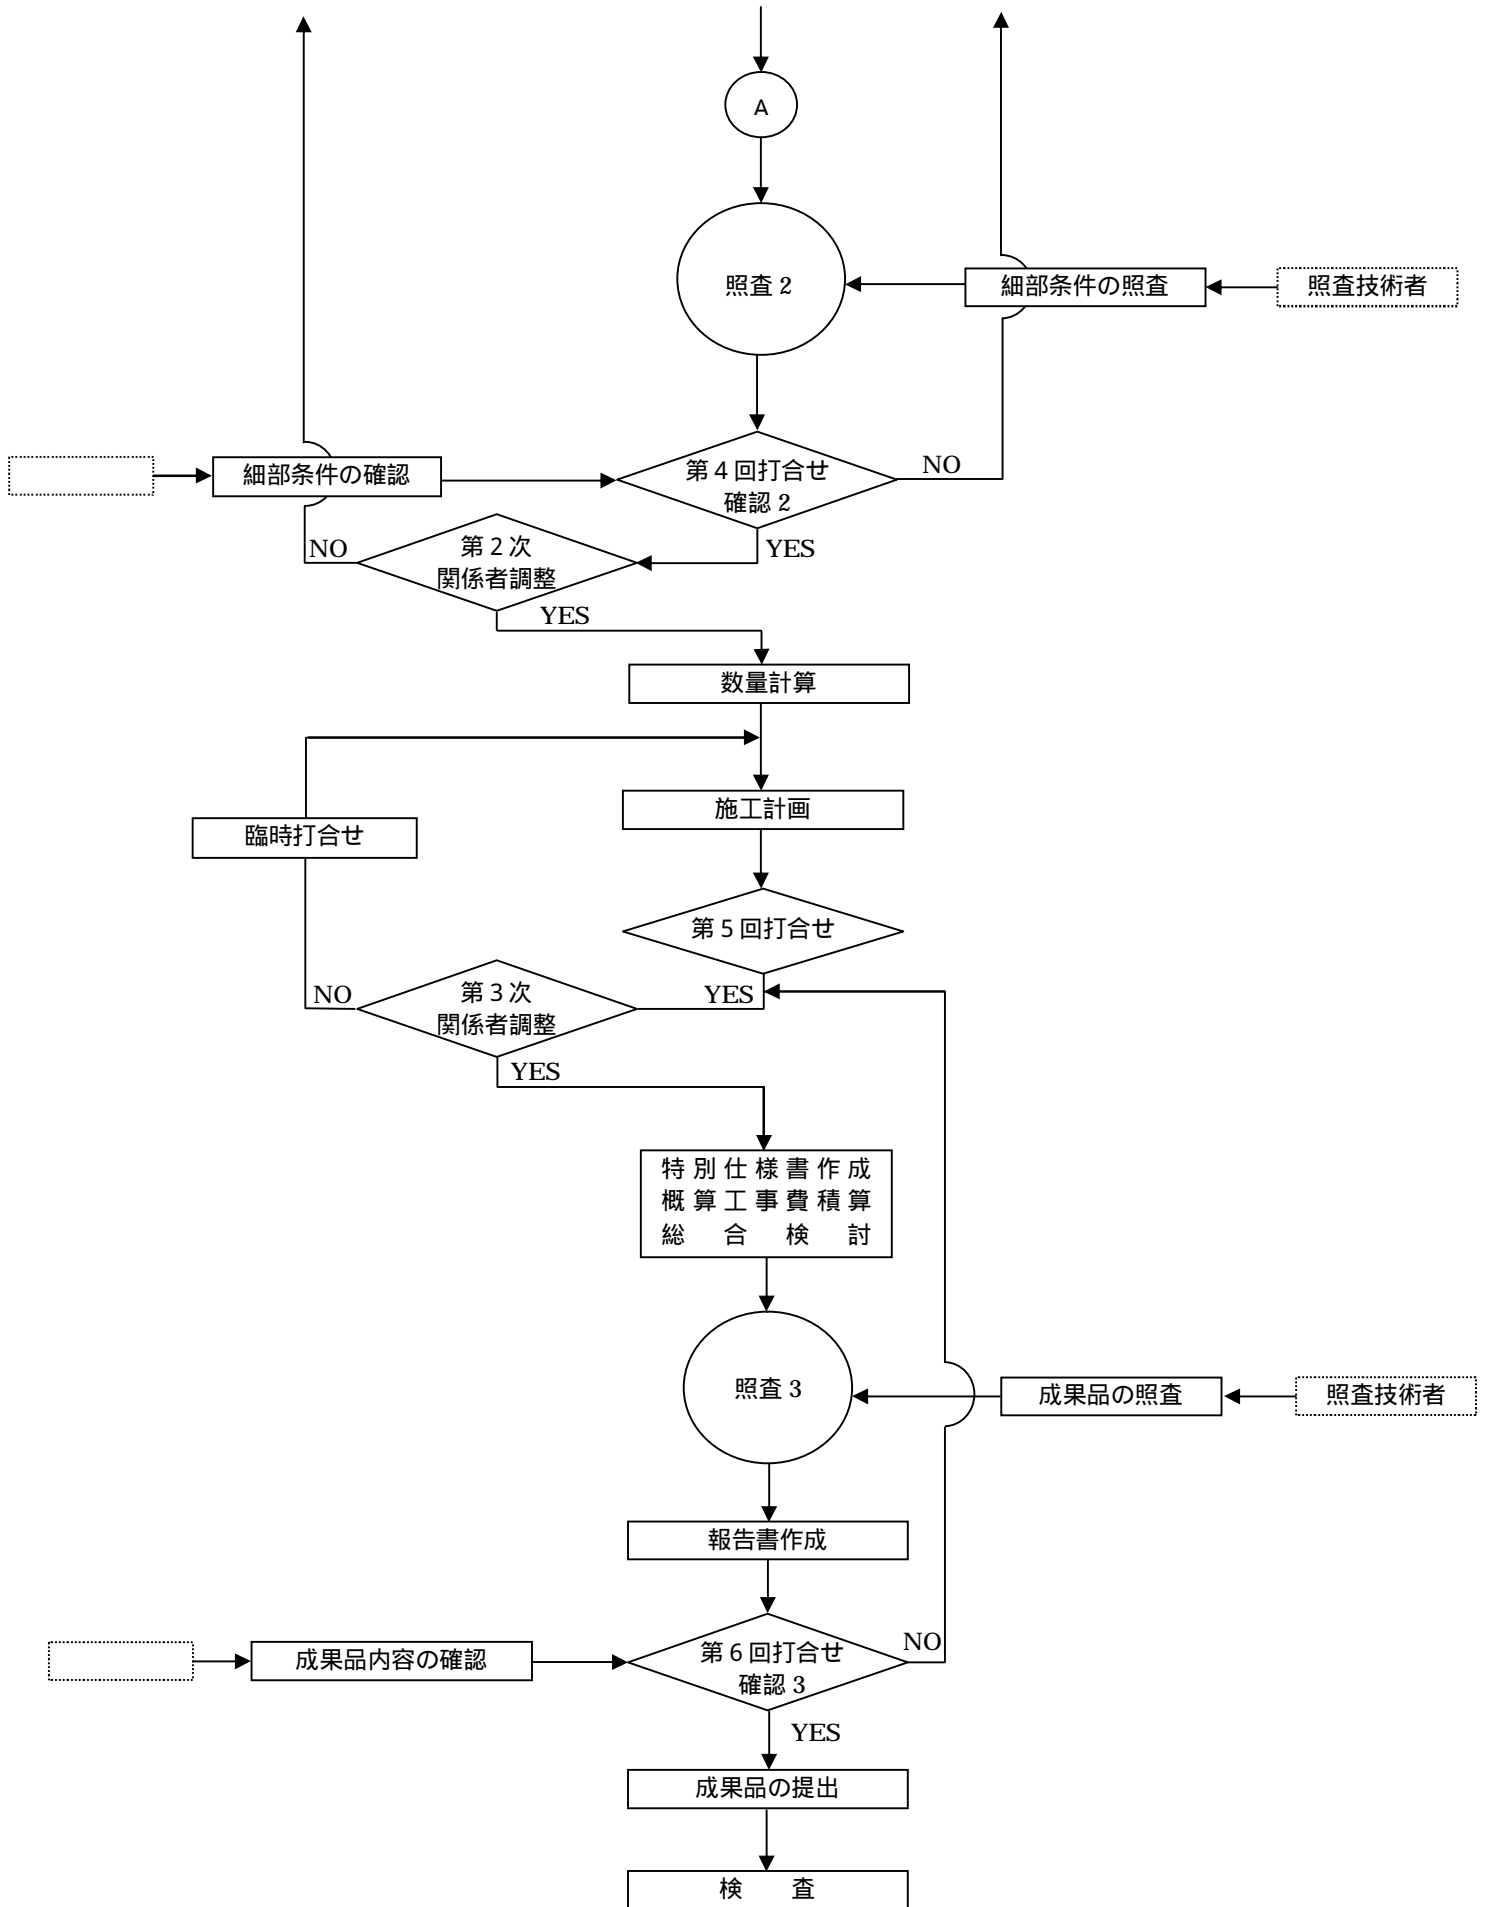 A
照査 2
細部条件の照査
照査技術者
細部条件の確認
第 4 回打合せ
確認 2
NO
YES
第 2 次
関係者調整
NO
YES
数量計算
施工計画
臨時打合せ
第 5 回打合せ
YES
第 3 次
関係者調整
NO
YES
特別仕様書作成
概算工事費積算
総合検討
照査 3
成果品の照査
照査技術者
報告書作成
成果品内容の確認
第 6 回打合せ
確認 3
NO
YES
成果品の提出
検査